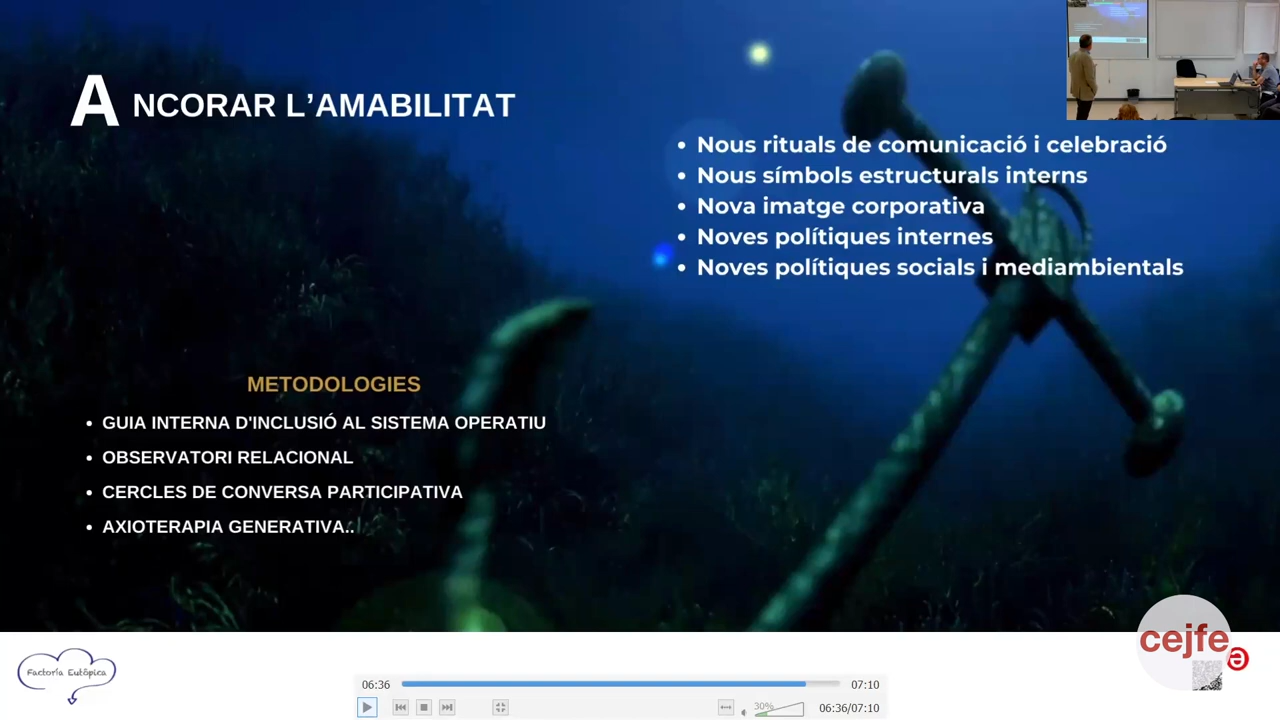 ANCORAR L’AMABILITAT
• Nous rituals de comunicació i celebració
• Nous símbols estructurals interns
• Nova imatge corporativa
• Noves polítiques internes
• Noves polítiques socials i mediambientals
METODOLOGIES
• GUIA INTERNA D'INCLUSIÓ AL SISTEMA OPERATIU
• OBSERVATORI RELACIONAL
• CERCLES DE CONVERSA PARTICIPATIVA
• AXIOTERAPIA GENERATIVA..
Factoría Eutòpica
cejfe
06:36
07:10
30%
06:36/07:10